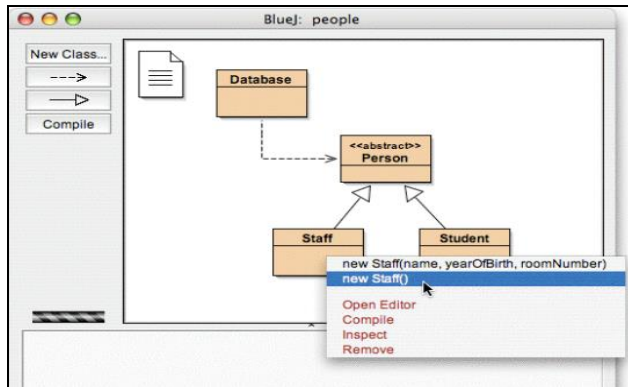 BlueJ: people
New Class...
Compile
Database
<<abstract>>
Person
Staff
Student
new Staff(name, yearOfBirth, roomNumber)
new Staff()
Open Editor
Compile
Inspect
Remove